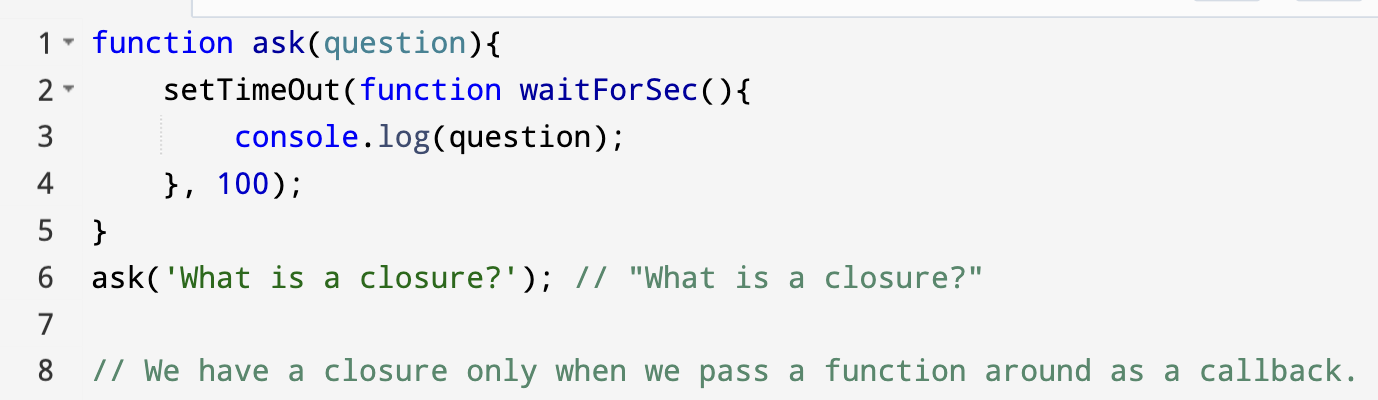 1 function ask(question){
2     setTimeOut(function waitForSec(){
3         console.log(question);
4     }, 100);
5 }
6 ask('What is a closure?'); // "What is a closure?"
7
8 // We have a closure only when we pass a function around as a callback.